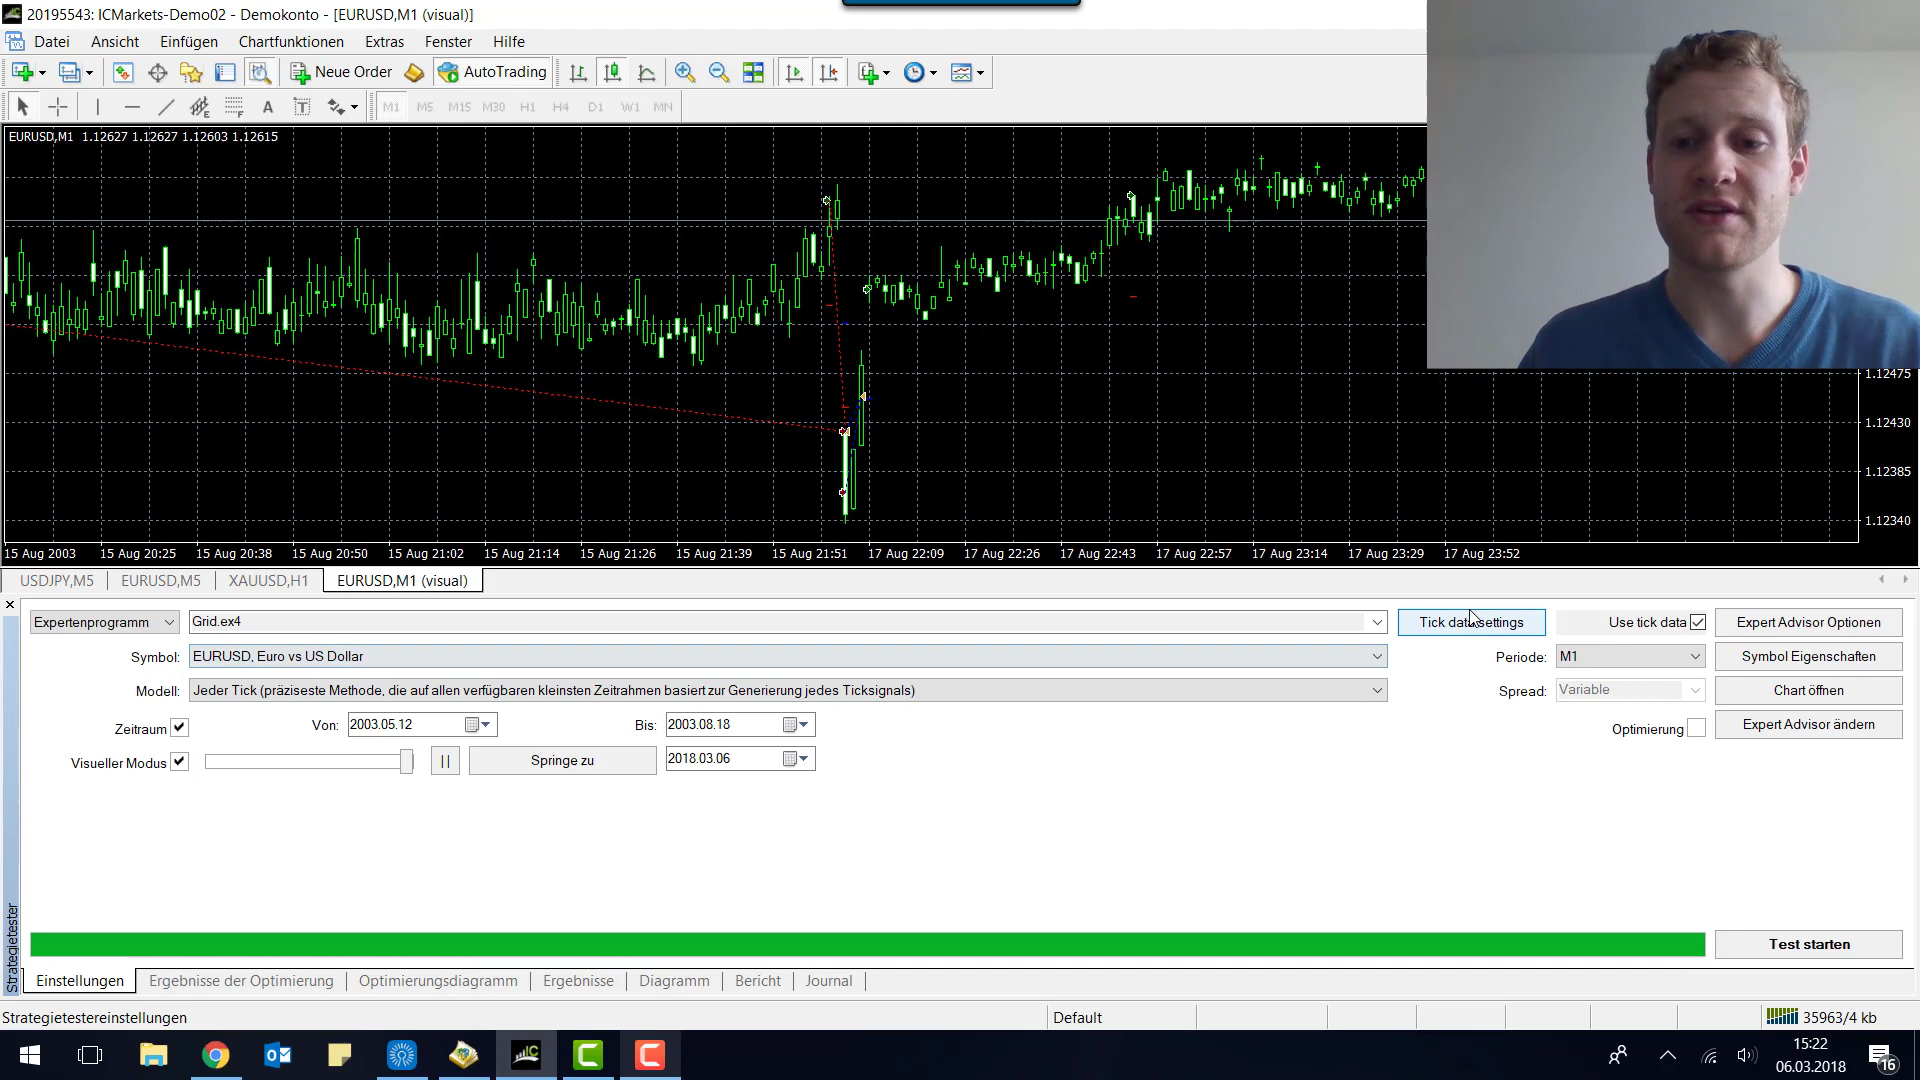 20195543: ICMarkets-Demo02 - Demokonto - [EURUSD,M1 (visual)]
Datei Ansicht Einfügen Chartfunktionen Extras Fenster Hilfe
Neue Order AutoTrading
A T M1 M5 M15 M30 H1 H4 D1 W1 MN
EURUSD,M1 1.12627 1.12627 1.12603 1.12615
1.12475
1.12430
1.12385
1.12340
15 Aug 2003 15 Aug 20:25 15 Aug 20:38 15 Aug 20:50 15 Aug 21:02 15 Aug 21:14 15 Aug 21:26 15 Aug 21:39 15 Aug 21:51 17 Aug 22:09 17 Aug 22:26 17 Aug 22:43 17 Aug 22:57 17 Aug 23:14 17 Aug 23:29 17 Aug 23:52
USDJPY,M5 EURUSD,M5 XAUUSD,H1 EURUSD,M1 (visual)
Expertenprogramm Grid.ex4 Tick data settings Use tick data Expert Advisor Optionen
Symbol: EURUSD, Euro vs US Dollar Periode: M1 Symbol Eigenschaften
Modell: Jeder Tick (präziseste Methode, die auf allen verfügbaren kleinsten Zeitrahmen basiert zur Generierung jedes Ticksignals) Spread: Variable Chart öffnen
Zeitraum Von: 2003.05.12 Bis: 2003.08.18 Optimierung Expert Advisor ändern
Visueller Modus Springe zu 2018.03.06
Strategietester
Test starten
Einstellungen Ergebnisse der Optimierung Optimierungsdiagramm Ergebnisse Diagramm Bericht Journal
Strategietestereinstellungen Default 35963/4 kb
15:22
06.03.2018
16